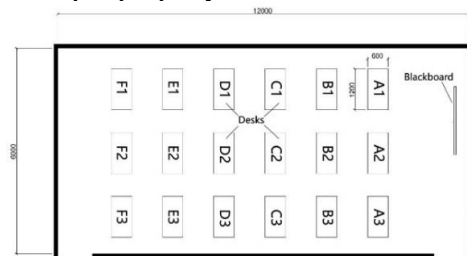 12000
600
F1 E1 D1 C1 B1 A1
1200
Blackboard
Desks
6000
F2 E2 D2 C2 B2 A2
F3 E3 D3 C3 B3 A3